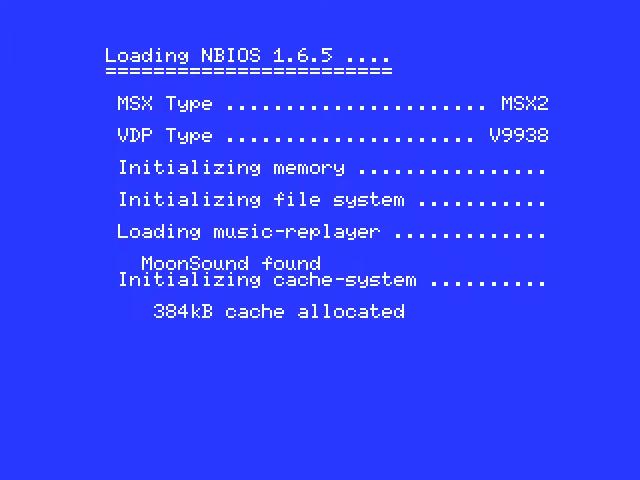 Loading NBIOS 1.6.5 ....
========================
MSX Type ...................... MSX2
VDP Type ..................... V9938
Initializing memory ................
Initializing file system ...........
Loading music-replayer .............
MoonSound found
Initializing cache-system ..........
384kB cache allocated